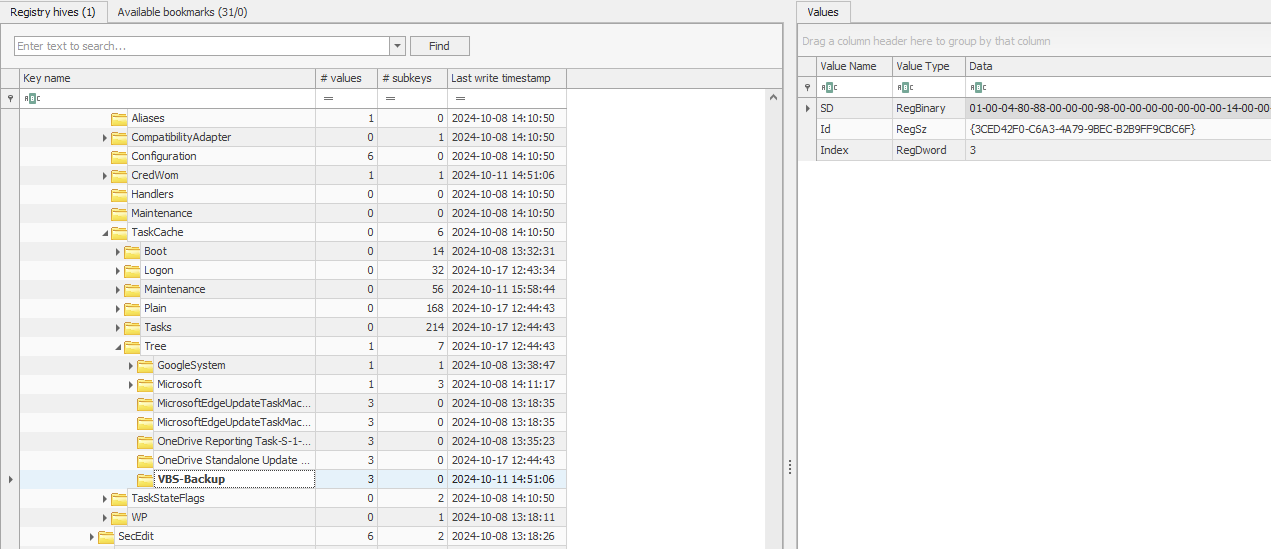 Registry hives (1) Available bookmarks (31/0)
Enter text to search... Find
Key name # values # subkeys Last write timestamp
ABC = = =
Aliases 1 0 2024-10-08 14:10:50
CompatibilityAdapter 0 1 2024-10-08 14:10:50
Configuration 6 0 2024-10-08 14:10:50
CredWom 1 1 2024-10-11 14:51:06
Handlers 0 0 2024-10-08 14:10:50
Maintenance 0 0 2024-10-08 14:10:50
TaskCache 0 6 2024-10-08 14:10:50
Boot 0 14 2024-10-08 13:32:31
Logon 0 32 2024-10-17 12:43:34
Maintenance 0 56 2024-10-11 15:58:44
Plain 0 168 2024-10-17 12:44:43
Tasks 0 214 2024-10-17 12:44:43
Tree 1 7 2024-10-17 12:44:43
GoogleSystem 1 1 2024-10-08 13:38:47
Microsoft 1 3 2024-10-08 14:11:17
MicrosoftEdgeUpdateTaskMac... 3 0 2024-10-08 13:18:35
MicrosoftEdgeUpdateTaskMac... 3 0 2024-10-08 13:18:35
OneDrive Reporting Task-S-1-... 3 0 2024-10-08 13:35:23
OneDrive Standalone Update ... 3 0 2024-10-17 12:44:43
VBS-Backup 3 0 2024-10-11 14:51:06
TaskStateFlags 0 2 2024-10-08 14:10:50
WP 0 1 2024-10-08 13:18:11
SecEdit 6 2 2024-10-08 13:18:26
Values
Drag a column header here to group by that column
Value Name Value Type Data
ABC ABC ABC
SD RegBinary 01-00-04-80-88-00-00-00-98-00-00-00-00-00-00-00-14-00-00-
Id RegSz {3CED42F0-C6A3-4A79-9BEC-B2B9FF9CBC6F}
Index RegDword 3